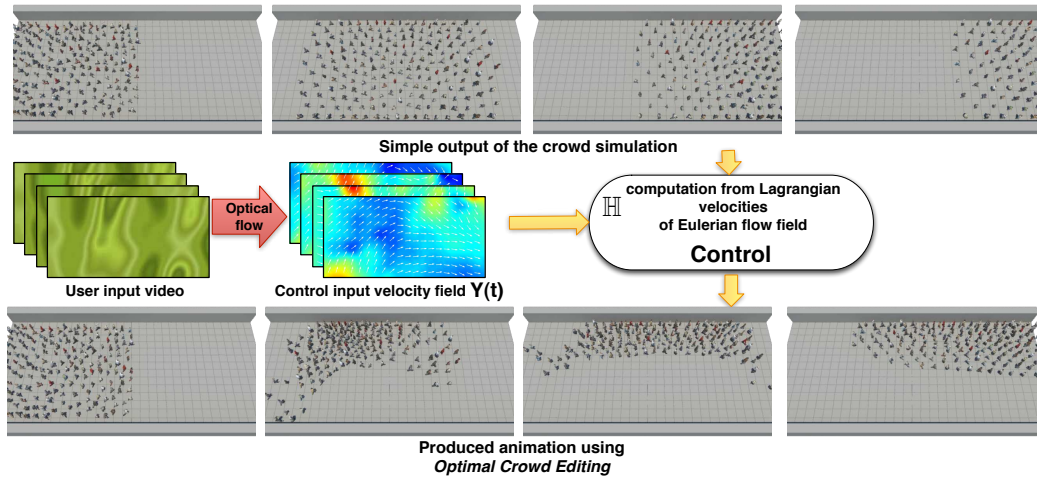 Simple output of the crowd simulation
Optical
flow
ℍ computation from Lagrangian
velocities
of Eulerian flow field
Control
User input video
Control input velocity field Y(t)
Produced animation using
Optimal Crowd Editing